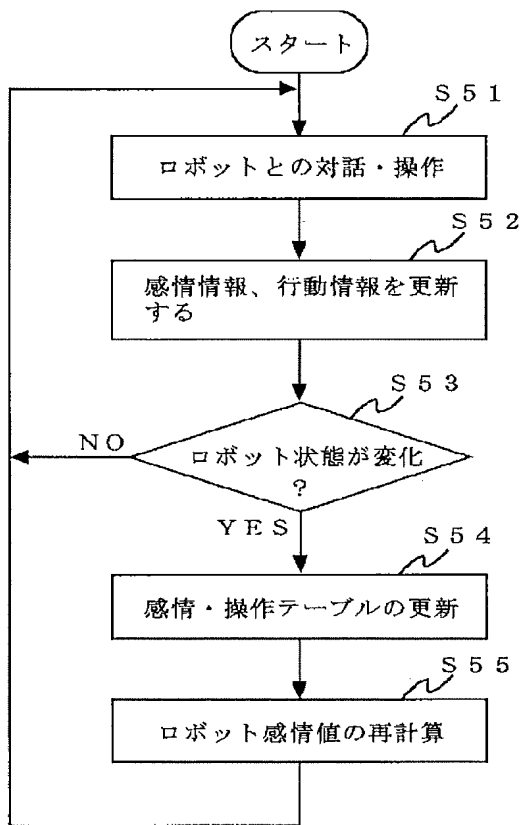 スタート
S51
ロボットとの対話・操作
S52
感情情報、行動情報を更新
する
S53
NO
ロボット状態が変化
？
YES
S54
感情・操作テーブルの更新
S55
ロボット感情値の再計算